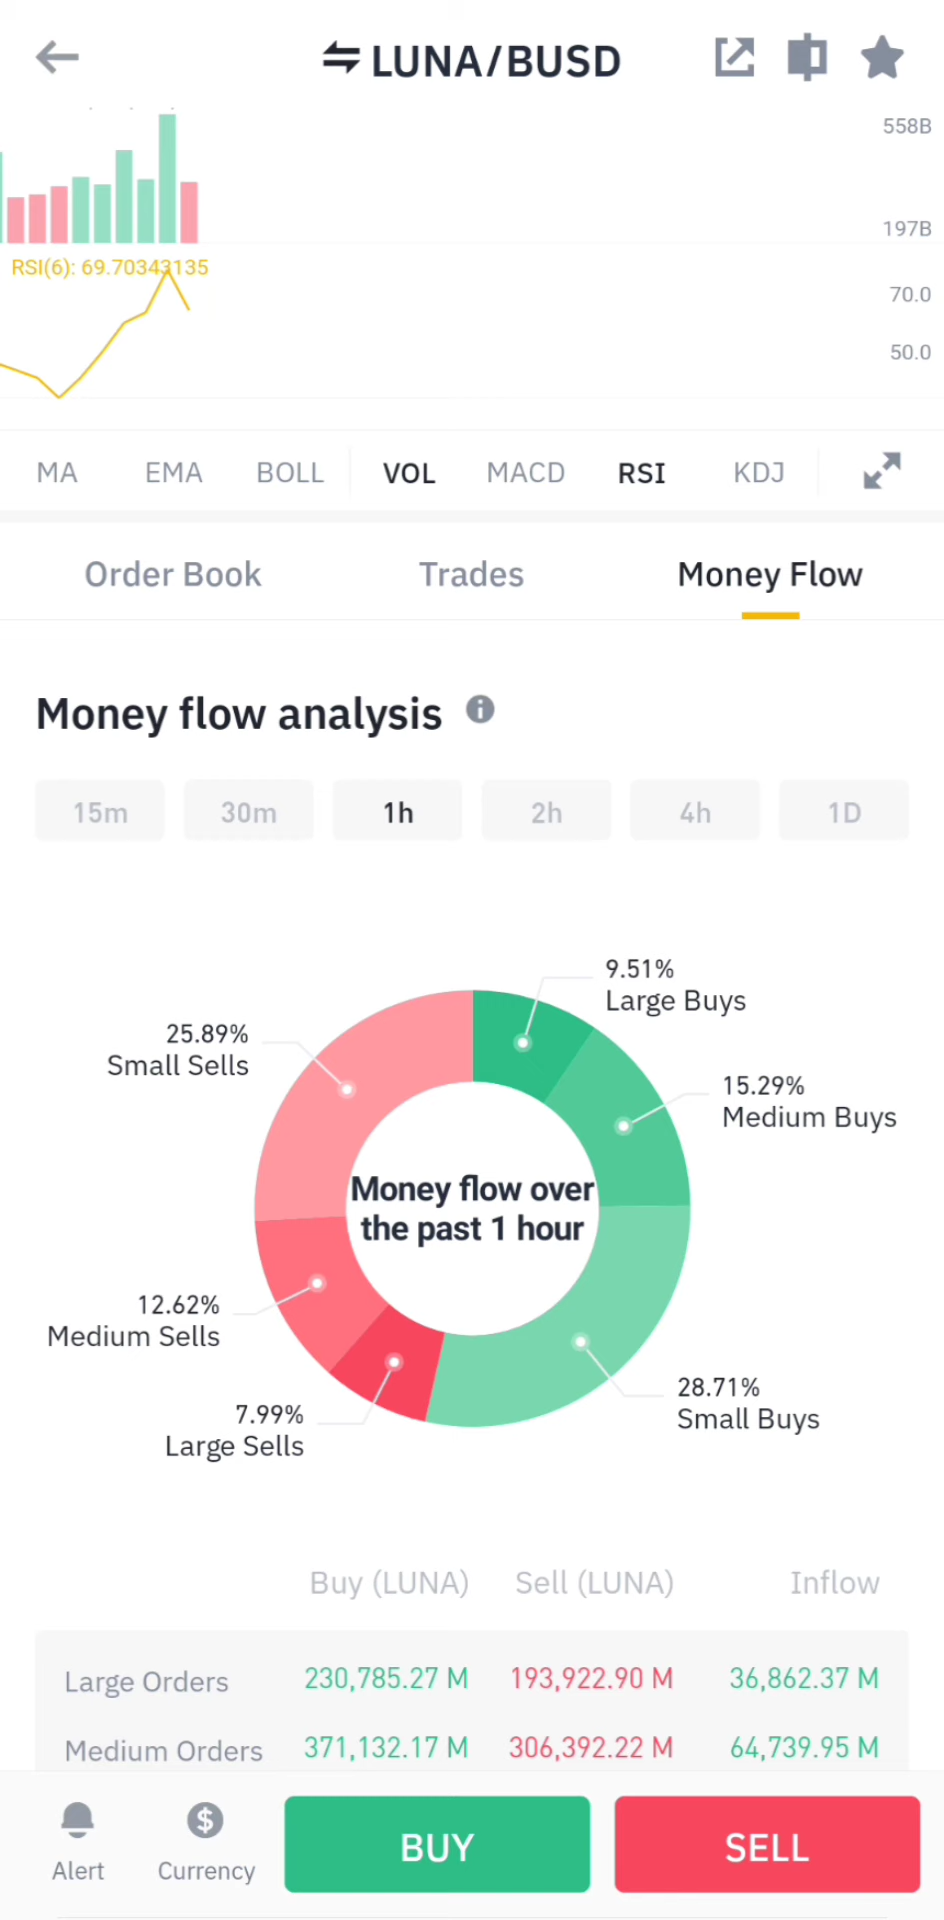 LUNA/BUSD
558B
197B
RSI(6): 69.70343135
70.0
50.0
MA EMA BOLL VOL MACD RSI KDJ
Order Book Trades Money Flow
Money flow analysis
15m 30m 1h 2h 4h 1D
9.51%
Large Buys
25.89%
Small Sells
15.29%
Medium Buys
Money flow over
the past 1 hour
12.62%
Medium Sells
28.71%
Small Buys
7.99%
Large Sells
Buy (LUNA) Sell (LUNA) Inflow
Large Orders 230,785.27 M 193,922.90 M 36,862.37 M
Medium Orders 371,132.17 M 306,392.22 M 64,739.95 M
Alert Currency BUY SELL